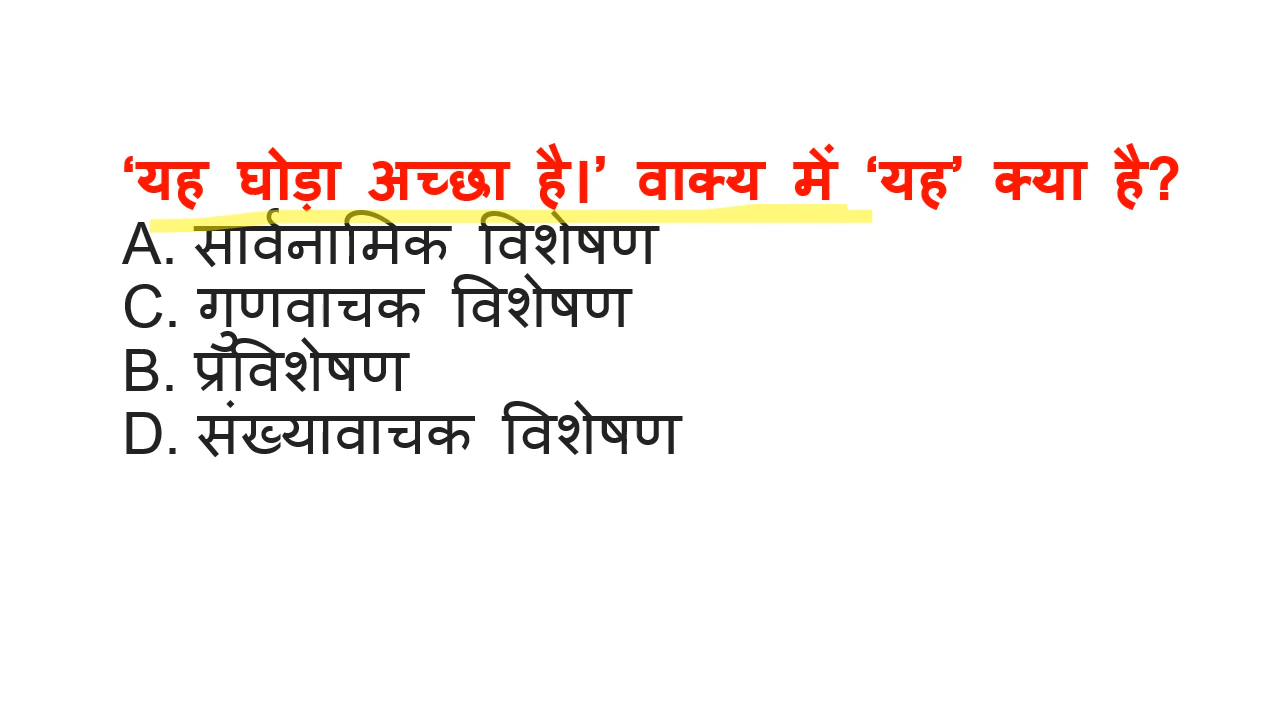 ‘यह घोड़ा अच्छा है।’ वाक्य में ‘यह’ क्या है?
A. सार्वनामिक विशेषण
C. गुणवाचक विशेषण
B. प्रविशेषण
D. संख्यावाचक विशेषण